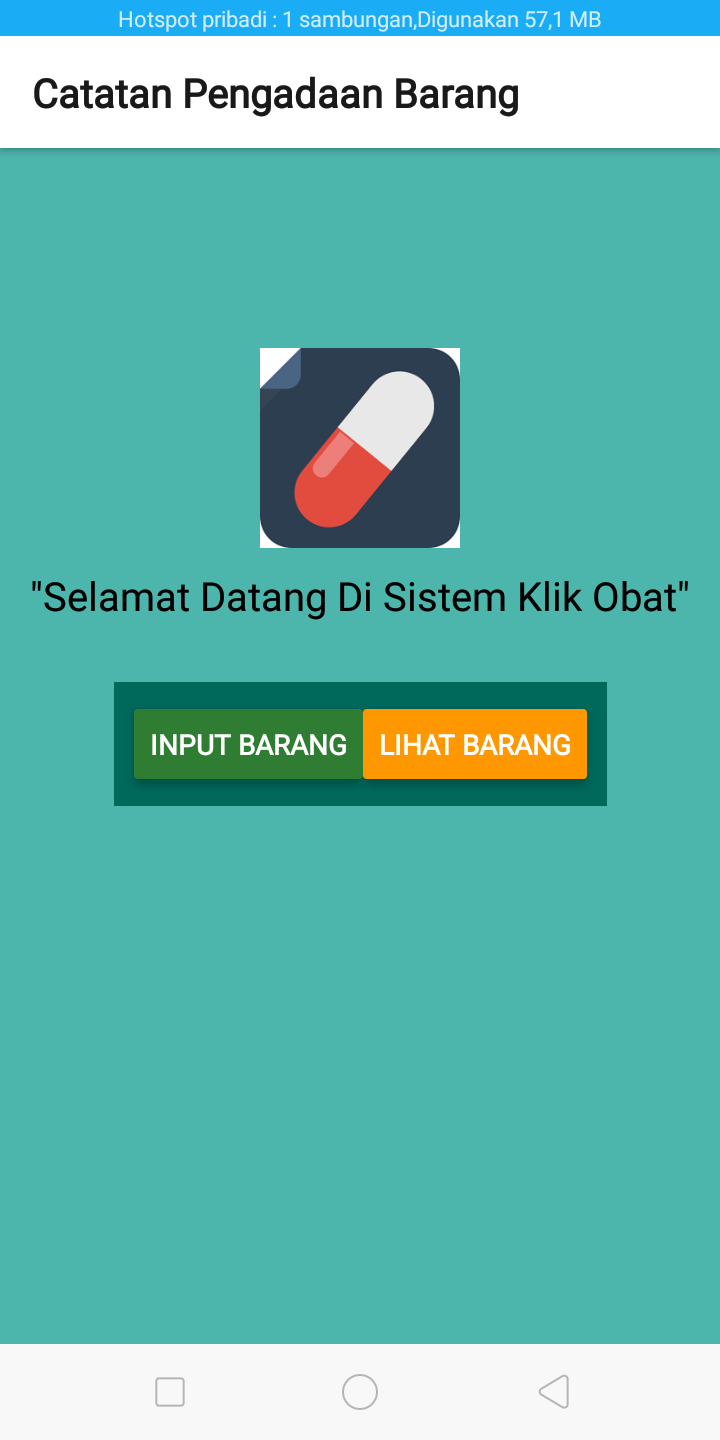 Hotspot pribadi : 1 sambungan,Digunakan 57,1 MB
Catatan Pengadaan Barang
"Selamat Datang Di Sistem Klik Obat"
INPUT BARANG LIHAT BARANG